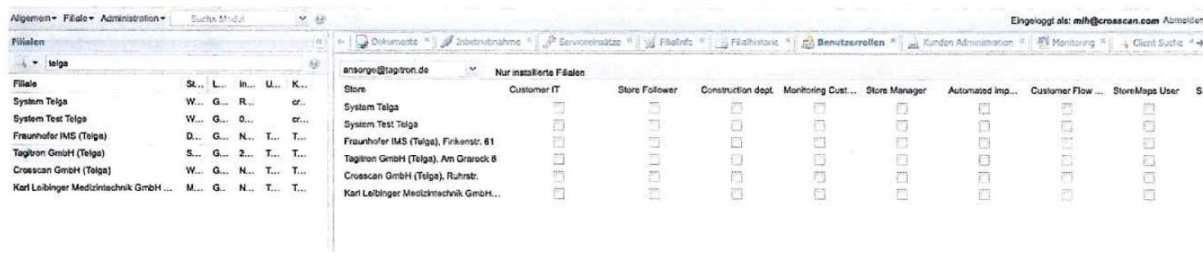 Allgemein Filiale Administration Suche Modul
Eingeloggt als: mih@crosscan.com Abmelden
Filialen
telga
Filiale St... L... In... U... K...
System Telga W... G... R... cr...
System Test Telga W... G... 0... cr...
Fraunhofer IMS (Telga) D... G... N... T... T...
Tagitron GmbH (Telga) S... G... 2... T... T...
Crosscan GmbH (Telga) W... G... N... T... T...
Karl Leibinger Medizintechnik GmbH ... M... G.. N... T... T...
Dokumente Inbetriebnahme Serviceeinsätze FilialInfo Filialhistorie Benutzerrollen Kunden Administration Monitoring Client Suche
ansorge@tagitron.de Nur installierte Filialen
Store Customer IT Store Follower Construction dept. Monitoring Cust... Store Manager Automated Imp... Customer Flow ... StoreMaps User S
System Telga
System Test Telga
Fraunhofer IMS (Telga), Finkenstr. 61
Tagitron GmbH (Telga), Am Grarock 8
Crosscan GmbH (Telga), Ruhrstr.
Karl Leibinger Medizintechnik GmbH...